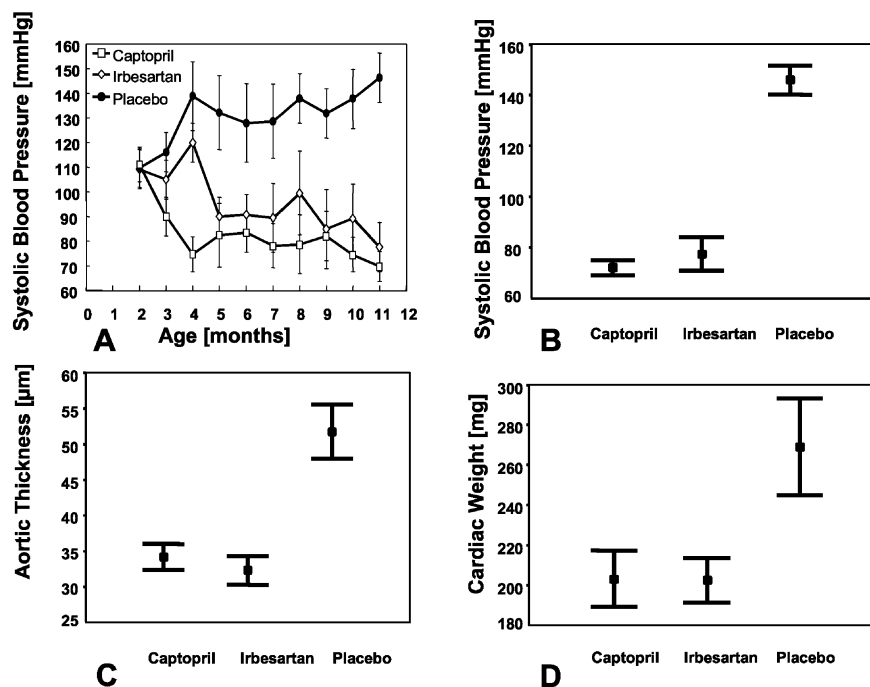 Systolic Blood Pressure [mmHg]
160
150
140
130
120
110
100
90
80
70
60
Captopril
Irbesartan
Placebo
0 1 2 3 4 5 6 7 8 9 10 11 12
A Age [months]
Systolic Blood Pressure [mmHg]
160
140
120
100
80
60
Captopril Irbesartan Placebo
B
Aortic Thickness [µm]
60
55
50
45
40
35
30
25
Captopril Irbesartan Placebo
C
Cardiac Weight [mg]
300
280
260
240
220
200
180
Captopril Irbesartan Placebo
D